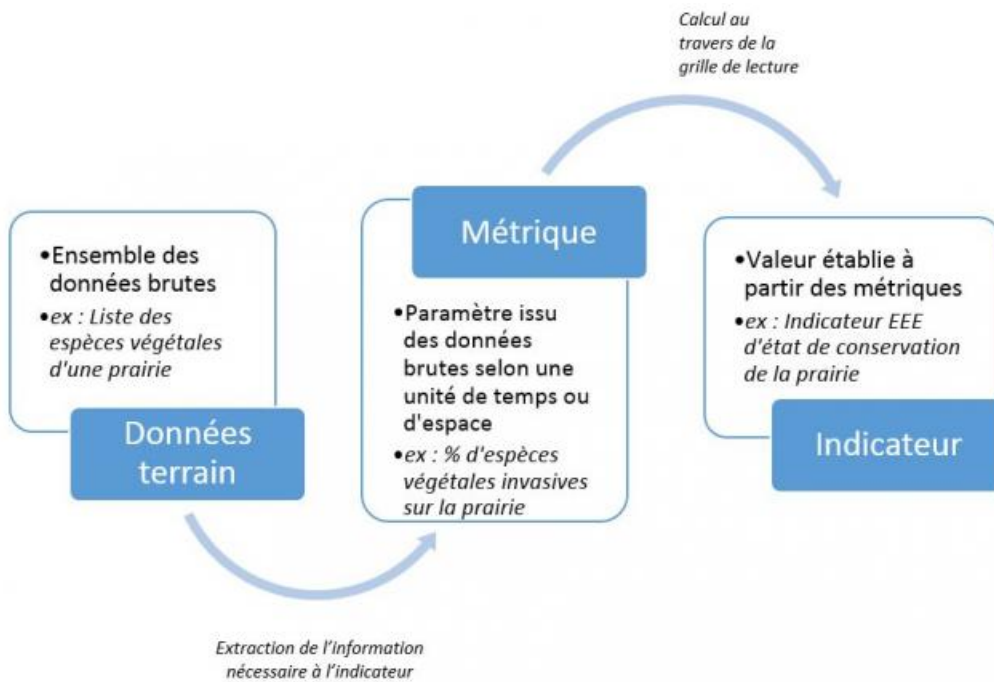 Calcul au
travers de la
grille de lecture
•Ensemble des
données brutes
•ex : Liste des
espèces végétales
d'une prairie
Données
terrain
Extraction de l'information
nécessaire à l'indicateur
Métrique
•Paramètre issu
des données
brutes selon une
unité de temps ou
d'espace
•ex : % d'espèces
végétales invasives
sur la prairie
•Valeur établie à
partir des métriques
•ex : Indicateur EEE
d'état de conservation
de la prairie
Indicateur